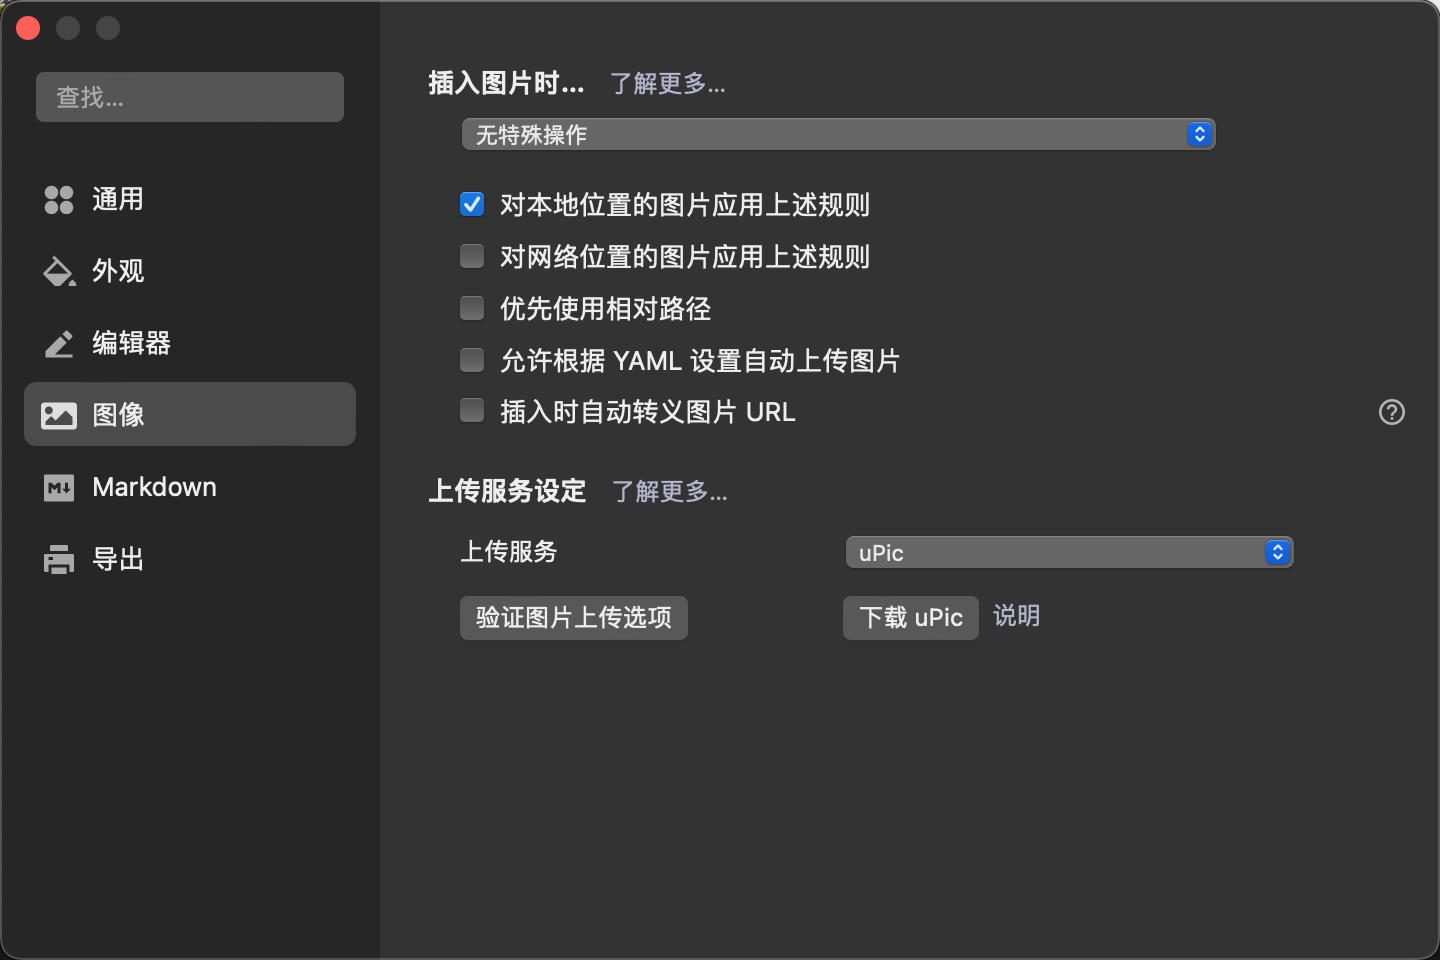 查找...
通用
外观
编辑器
图像
Markdown
导出
插入图片时... 了解更多...
无特殊操作
对本地位置的图片应用上述规则
对网络位置的图片应用上述规则
优先使用相对路径
允许根据 YAML 设置自动上传图片
插入时自动转义图片 URL
上传服务设定 了解更多...
上传服务 uPic
验证图片上传选项 下载 uPic 说明